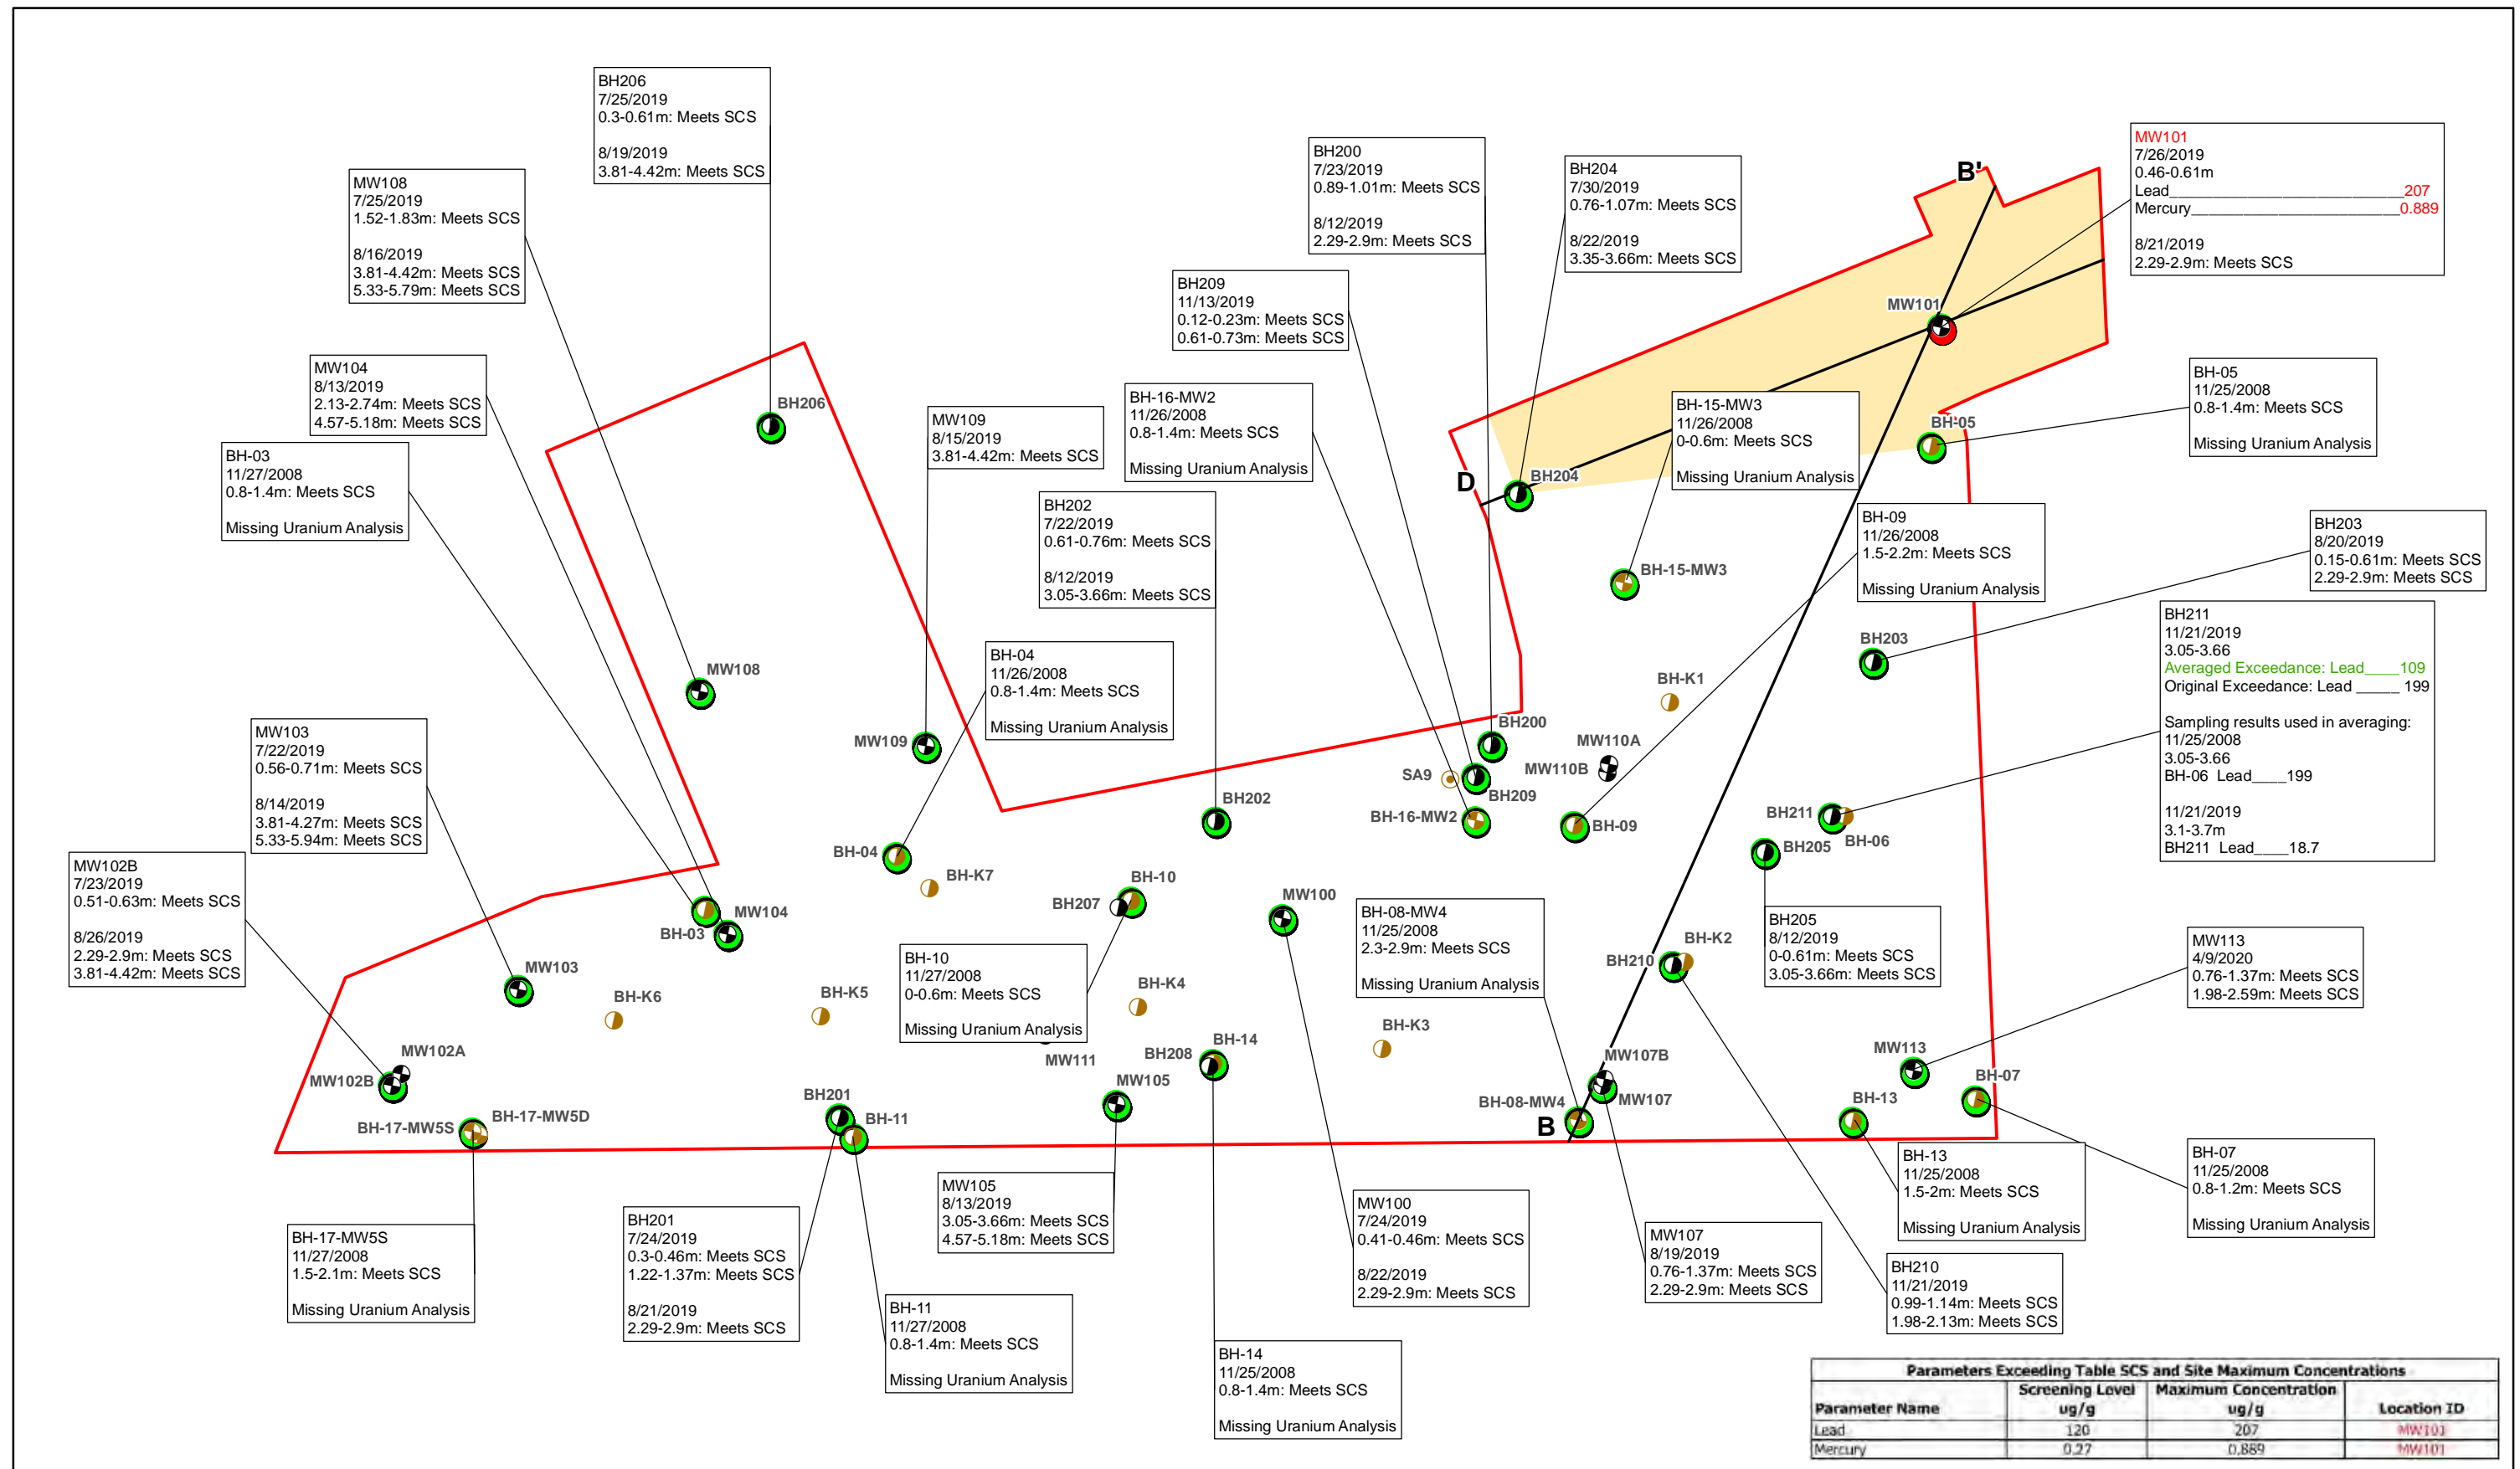 BH206
7/25/2019
0.3-0.61m: Meets SCS
8/19/2019
3.81-4.42m: Meets SCS
MW108
7/25/2019
1.52-1.83m: Meets SCS
8/16/2019
3.81-4.42m: Meets SCS
5.33-5.79m: Meets SCS
BH200
7/23/2019
0.89-1.01m: Meets SCS
8/12/2019
2.29-2.9m: Meets SCS
BH204
7/30/2019
0.76-1.07m: Meets SCS
8/22/2019
3.35-3.66m: Meets SCS
B'
MW101
7/26/2019
0.46-0.61m
Lead___________________________207
Mercury________________________0.889
8/21/2019
2.29-2.9m: Meets SCS
BH209
11/13/2019
0.12-0.23m: Meets SCS
0.61-0.73m: Meets SCS
MW101
MW104
8/13/2019
2.13-2.74m: Meets SCS
4.57-5.18m: Meets SCS
BH-16-MW2
11/26/2008
0.8-1.4m: Meets SCS
Missing Uranium Analysis
BH-15-MW3
11/26/2008
0-0.6m: Meets SCS
Missing Uranium Analysis
BH-05
11/25/2008
0.8-1.4m: Meets SCS
Missing Uranium Analysis
BH206
MW109
8/15/2019
3.81-4.42m: Meets SCS
BH-05
BH-03
11/27/2008
0.8-1.4m: Meets SCS
Missing Uranium Analysis
D
BH204
BH202
7/22/2019
0.61-0.76m: Meets SCS
8/12/2019
3.05-3.66m: Meets SCS
BH-09
11/26/2008
1.5-2.2m: Meets SCS
Missing Uranium Analysis
BH203
8/20/2019
0.15-0.61m: Meets SCS
2.29-2.9m: Meets SCS
BH-15-MW3
BH211
11/21/2019
3.05-3.66
Averaged Exceedance: Lead____109
Original Exceedance: Lead _____ 199
Sampling results used in averaging:
11/25/2008
3.05-3.66
BH-06  Lead____199
11/21/2019
3.1-3.7m
BH211  Lead____18.7
BH203
BH-04
11/26/2008
0.8-1.4m: Meets SCS
Missing Uranium Analysis
MW108
BH-K1
MW103
7/22/2019
0.56-0.71m: Meets SCS
8/14/2019
3.81-4.27m: Meets SCS
5.33-5.94m: Meets SCS
MW109
BH200
MW110A
MW110B
SA9
BH209
BH202
BH-16-MW2
BH-09
BH211
BH-06
BH205
BH-04
BH-K7
MW102B
7/23/2019
0.51-0.63m: Meets SCS
8/26/2019
2.29-2.9m: Meets SCS
3.81-4.42m: Meets SCS
BH-10
BH207
MW100
MW104
BH-03
BH-08-MW4
11/25/2008
2.3-2.9m: Meets SCS
Missing Uranium Analysis
BH205
8/12/2019
0-0.61m: Meets SCS
3.05-3.66m: Meets SCS
BH-K2
BH210
MW113
4/9/2020
0.76-1.37m: Meets SCS
1.98-2.59m: Meets SCS
BH-10
11/27/2008
0-0.6m: Meets SCS
Missing Uranium Analysis
MW103
BH-K6
BH-K5
BH-K4
BH-K3
MW102A
MW102B
MW111
BH208
BH-14
MW107B
MW113
MW105
MW107
BH-07
BH-17-MW5S
BH-17-MW5D
BH201
BH-11
BH-08-MW4
B
BH-13
BH-13
11/25/2008
1.5-2m: Meets SCS
Missing Uranium Analysis
BH-07
11/25/2008
0.8-1.2m: Meets SCS
Missing Uranium Analysis
MW105
8/13/2019
3.05-3.66m: Meets SCS
4.57-5.18m: Meets SCS
MW100
7/24/2019
0.41-0.46m: Meets SCS
8/22/2019
2.29-2.9m: Meets SCS
BH-17-MW5S
11/27/2008
1.5-2.1m: Meets SCS
Missing Uranium Analysis
BH201
7/24/2019
0.3-0.46m: Meets SCS
1.22-1.37m: Meets SCS
8/21/2019
2.29-2.9m: Meets SCS
MW107
8/19/2019
0.76-1.37m: Meets SCS
2.29-2.9m: Meets SCS
BH210
11/21/2019
0.99-1.14m: Meets SCS
1.98-2.13m: Meets SCS
BH-11
11/27/2008
0.8-1.4m: Meets SCS
Missing Uranium Analysis
BH-14
11/25/2008
0.8-1.4m: Meets SCS
Missing Uranium Analysis
Parameters Exceeding Table SCS and Site Maximum Concentrations
Parameter Name Screening Level ug/g Maximum Concentration ug/g Location ID
Lead 120 207 MW101
Mercury 0.27 0.889 MW101